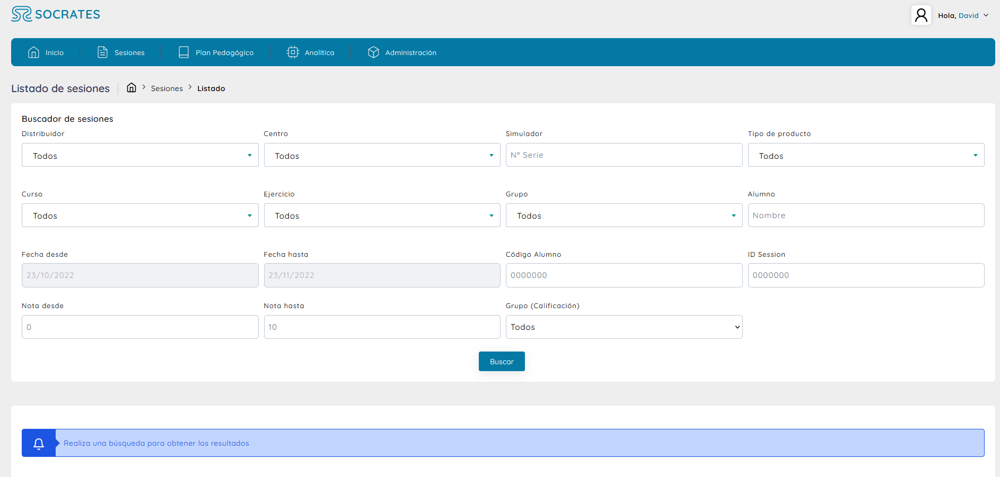 SOCRATES
Hola, David
Inicio
Sesiones
Plan Pedagógico
Analítica
Administración
Listado de sesiones
Sesiones
Listado
Buscador de sesiones
Distribuidor
Centro
Simulador
Tipo de producto
Todos
Todos
Nº Serie
Todos
Curso
Ejercicio
Grupo
Alumno
Todos
Todos
Todos
Nombre
Fecha desde
Fecha hasta
Código Alumno
ID Session
23/10/2022
23/11/2022
0000000
0000000
Nota desde
Nota hasta
Grupo (Calificación)
0
10
Todos
Buscar
Realiza una búsqueda para obtener los resultados